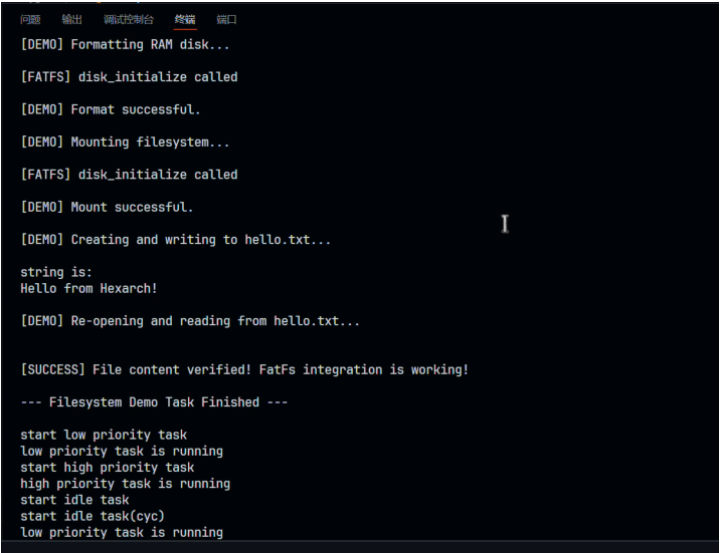 问题 输出 调试控制台 终端 端口
[DEMO] Formatting RAM disk...
[FATFS] disk_initialize called
[DEMO] Format successful.
[DEMO] Mounting filesystem...
[FATFS] disk_initialize called
[DEMO] Mount successful.
[DEMO] Creating and writing to hello.txt...
string is:
Hello from Hexarch!
[DEMO] Re-opening and reading from hello.txt...
[SUCCESS] File content verified! FatFs integration is working!
--- Filesystem Demo Task Finished ---
start low priority task
low priority task is running
start high priority task
high priority task is running
start idle task
start idle task(cyc)
low priority task is running